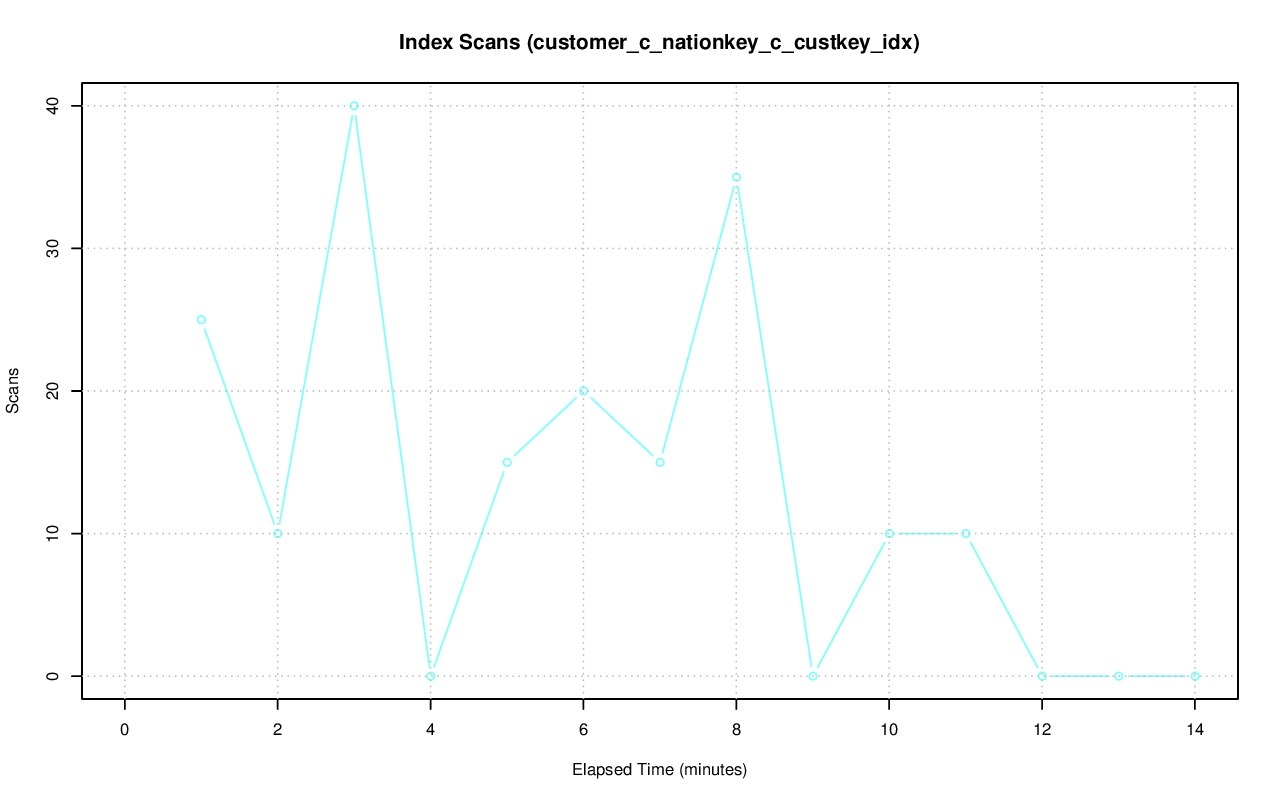 Index Scans (customer_c_nationkey_c_custkey_idx)
40
30
20
10
0
Scans
0 2 4 6 8 10 12 14
Elapsed Time (minutes)